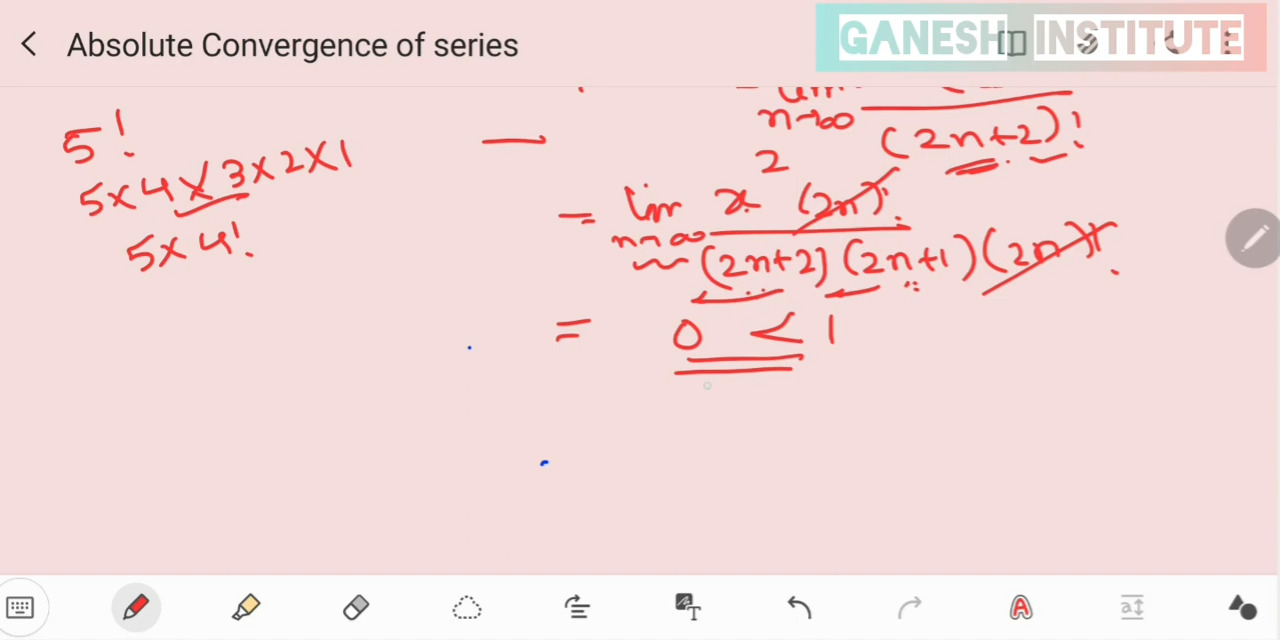 Absolute Convergence of series
GANESH INSTITUTE
5!
5×4×3×2×1
5×4!
n→∞ (2n+2)!
= lim n→∞ x² (2n)!
(2n+2) (2n+1) (2n)!
= 0 < 1